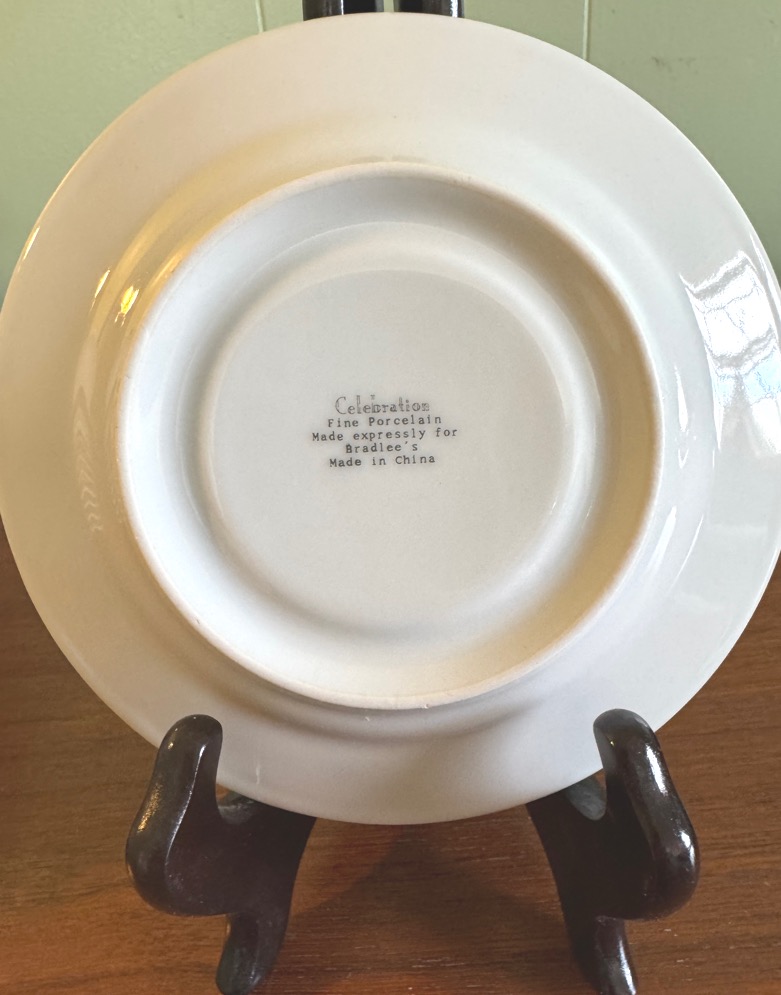 Celebration
Fine Porcelain
Made expressly for
Bradlee's
Made in China